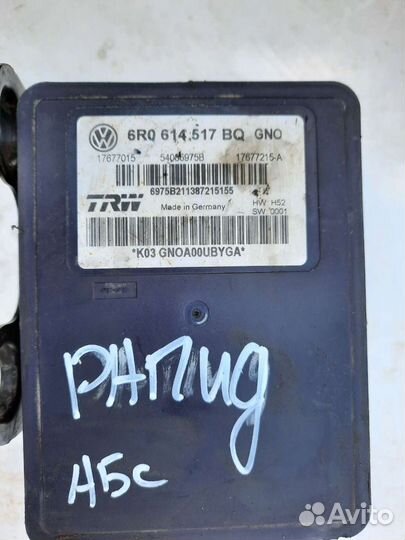 6R0 614 517 BQ GNO
17677015 54086975B 17677215-A
6975B211387215155
TRW
Made in Germany
HW: H52
SW: 0001
*K03 GNOA00UBYGA*
РАПид
АБС
Avito